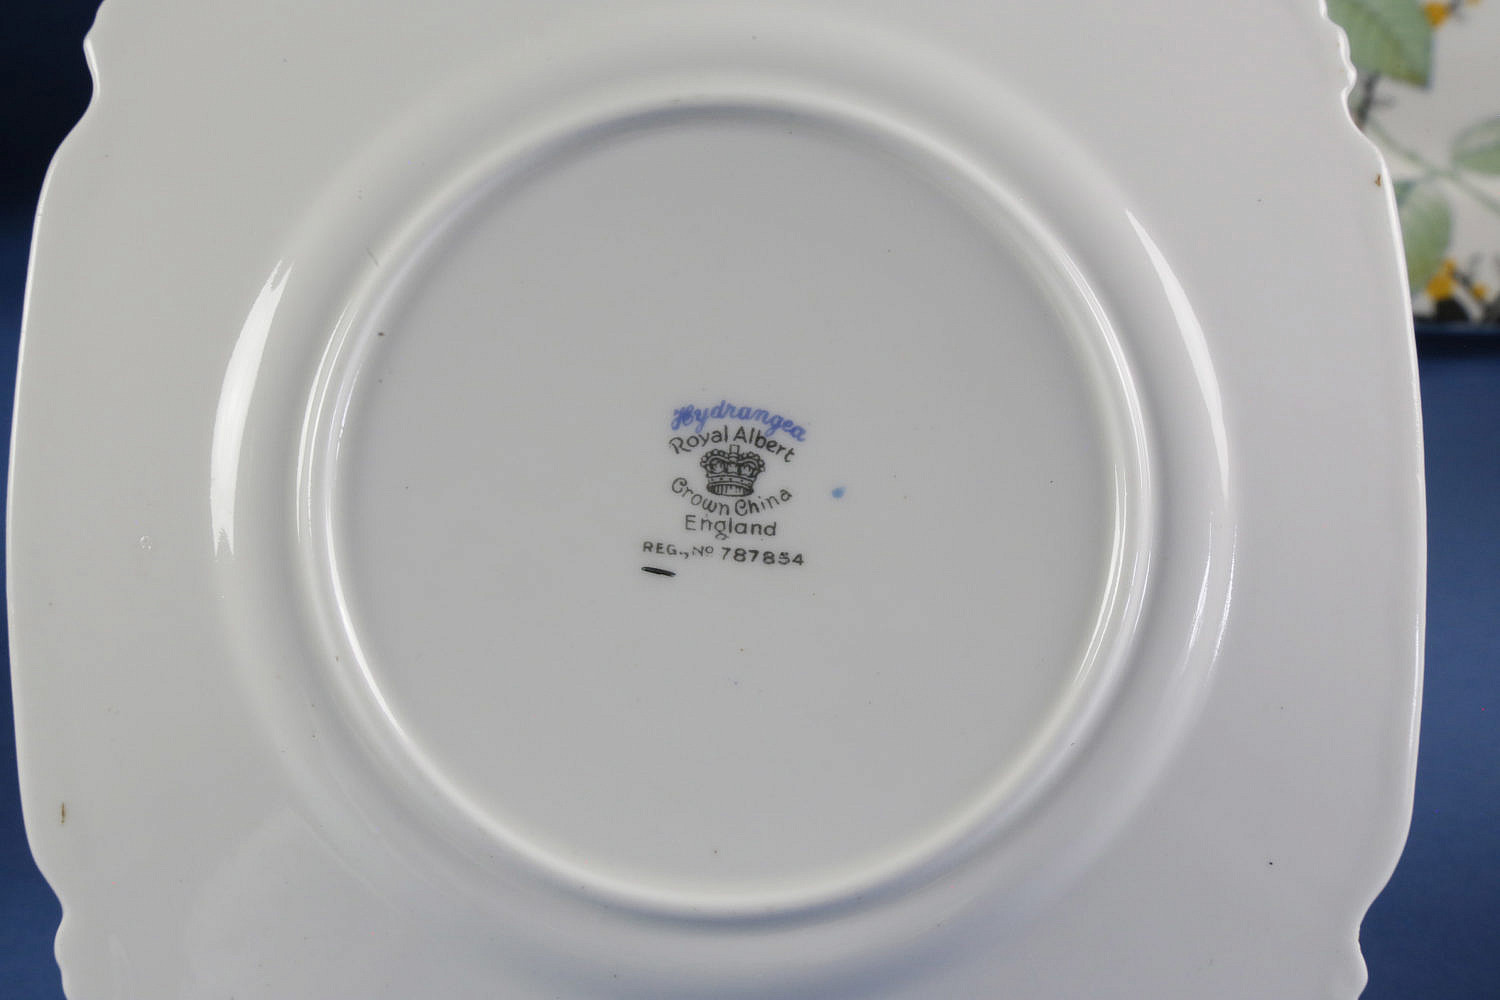 Hydrangea
Royal Albert
Crown China
England
REG., No 787854